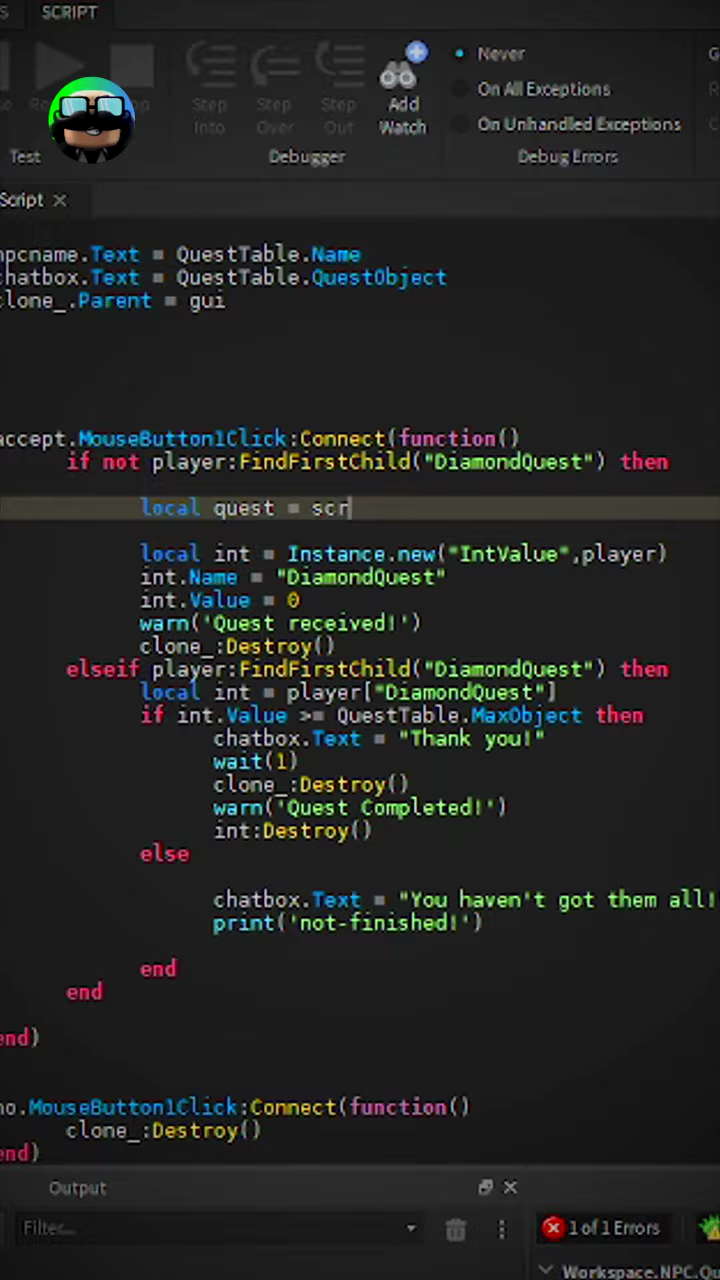 SCRIPT
Step Into
Step Over
Step Out
Add Watch
Never
On All Exceptions
On Unhandled Exceptions
Test
Debugger
Debug Errors
Script
npcname.Text = QuestTable.Name
chatbox.Text = QuestTable.QuestObject
clone_.Parent = gui
accept.MouseButton1Click:Connect(function()
if not player:FindFirstChild("DiamondQuest") then
local quest = scr
local int = Instance.new("IntValue",player)
int.Name = "DiamondQuest"
int.Value = 0
warn('Quest received!')
clone_:Destroy()
elseif player:FindFirstChild("DiamondQuest") then
local int = player["DiamondQuest"]
if int.Value >= QuestTable.MaxObject then
chatbox.Text = "Thank you!"
wait(1)
clone_:Destroy()
warn('Quest Completed!')
int:Destroy()
else
chatbox.Text = "You haven't got them all!
print('not-finished!')
end
end
end)
no.MouseButton1Click:Connect(function()
clone_:Destroy()
end)
Output
Filter...
1 of 1 Errors
Workspace.NPC.Qu